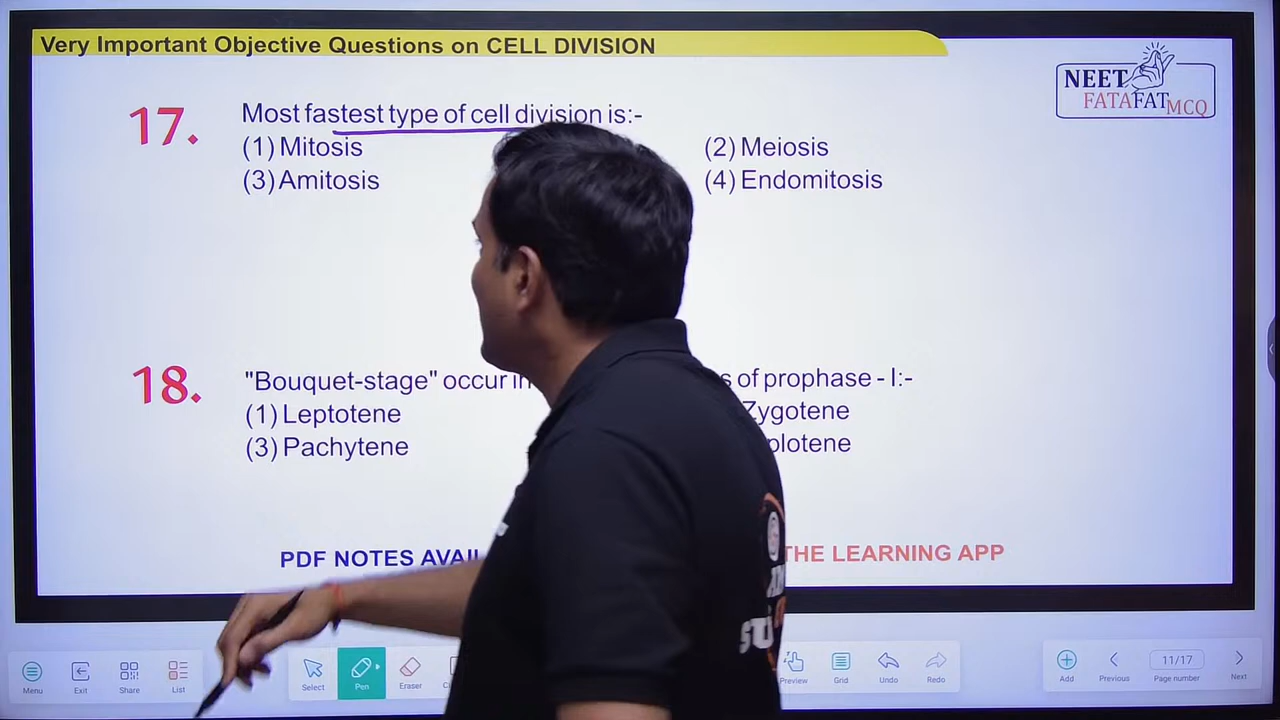 Very Important Objective Questions on CELL DIVISION
NEET
FATAFAT MCQ
17. Most fastest type of cell division is:-
(1) Mitosis (2) Meiosis
(3) Amitosis (4) Endomitosis
18. "Bouquet-stage" occur in s of prophase - I:-
(1) Leptotene Zygotene
(3) Pachytene plotene
PDF NOTES THE LEARNING APP
Menu Exit Share List Select Pen Eraser Preview Grid Undo Redo Add Previous 11/17 Page number Next